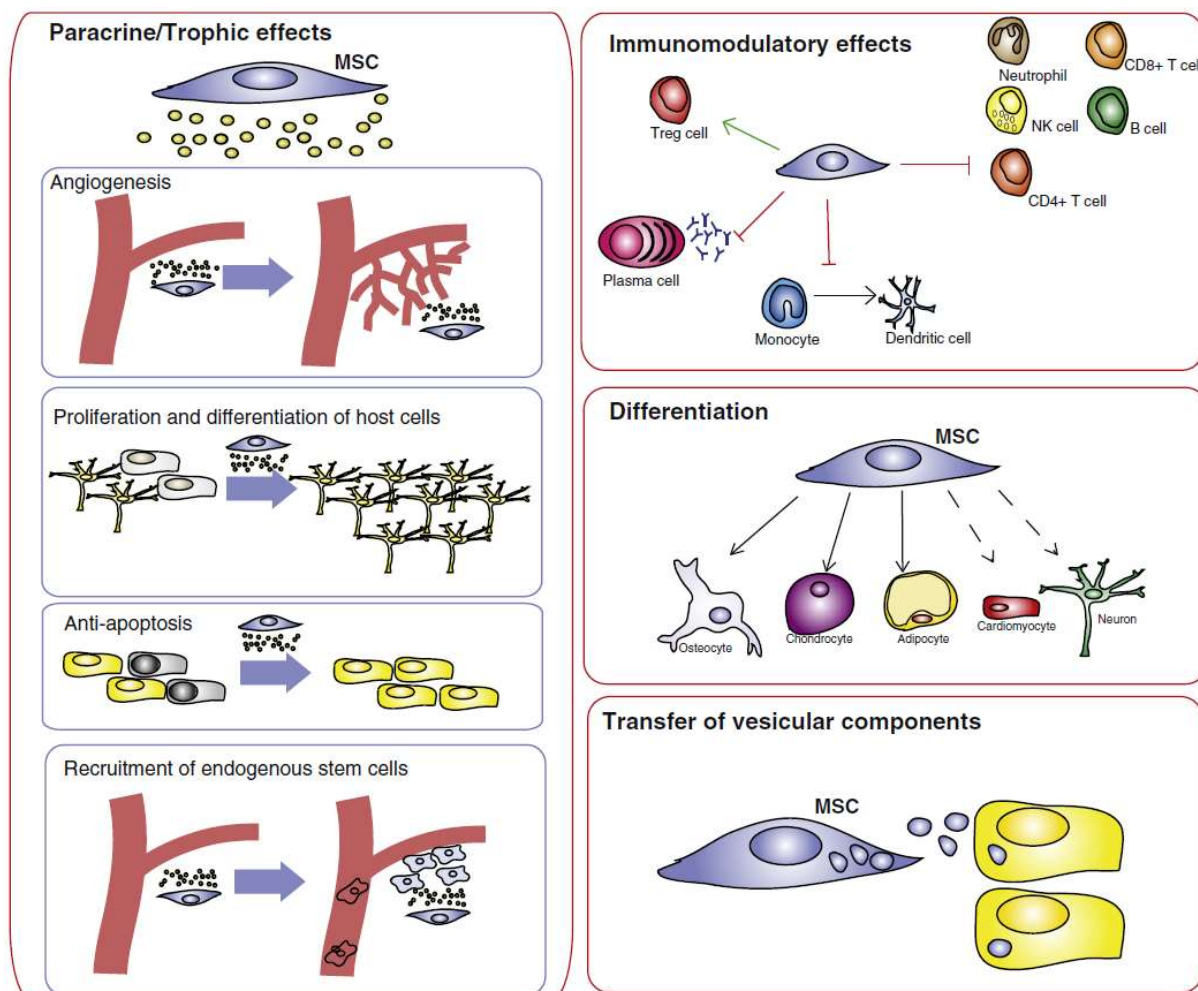 Paracrine/Trophic effects
MSC
Angiogenesis
Proliferation and differentiation of host cells
Anti-apoptosis
Recruitment of endogenous stem cells
Immunomodulatory effects
Neutrophil
CD8+ T cell
NK cell
B cell
Treg cell
CD4+ T cell
Plasma cell
Monocyte
Dendritic cell
Differentiation
MSC
Osteocyte
Chondrocyte
Adipocyte
Cardiomyocyte
Neuron
Transfer of vesicular components
MSC